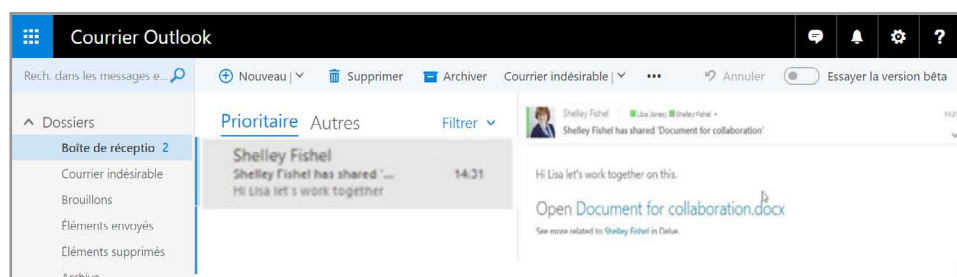 Courrier Outlook
?
Rech. dans les messages e...
Nouveau | Supprimer Archiver Courrier indésirable | ••• Annuler Essayer la version bêta
Dossiers
Boîte de réceptio 2
Courrier indésirable
Brouillons
Éléments envoyés
Éléments supprimés
Archive
Prioritaire Autres Filtrer
Shelley Fishel
Shelley Fishel has shared '... 14:31
Hi Lisa let's work together
Shelley Fishel Shelley Fishel
Shelley Fishel has shared 'Document for collaboration'
Hi Lisa let's work together on this.
Open Document for collaboration.docx
See more related to Shelley Fishel in Delve.